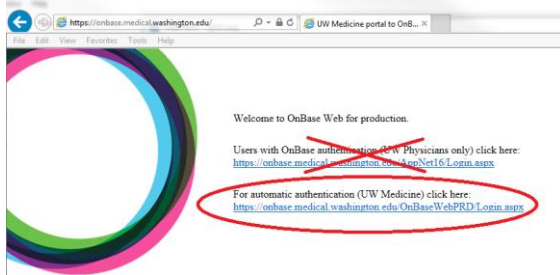 https://onbase.medical.washington.edu/
UW Medicine portal to OnB...
File Edit View Favorites Tools Help
Welcome to OnBase Web for production.
Users with OnBase authentication (UW Physicians only) click here:
https://onbase.medical.washington.edu/AppNet16/Login.aspx
For automatic authentication (UW Medicine) click here:
https://onbase.medical.washington.edu/OnBaseWebPRD/Login.aspx